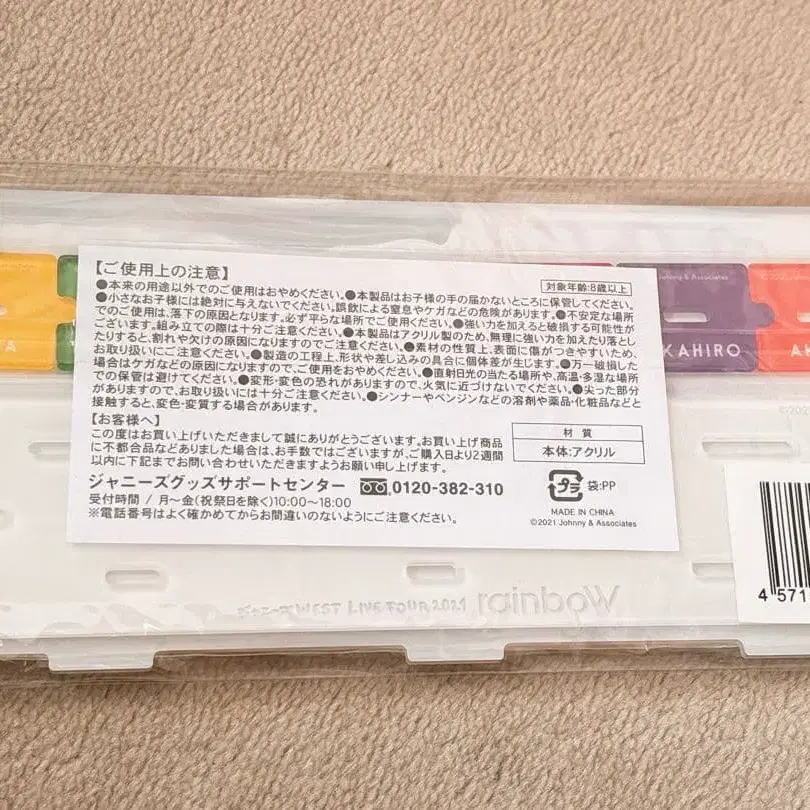 【ご使用上の注意】
対象年齢:8歳以上
●本来の用途以外でのご使用はおやめください。●本製品はお子様の手の届かないところに保管してください。
●小さなお子様には絶対に与えないでください。誤飲による窒息やケガなどの危険があります。●不安定な場所
でのご使用は、落下の原因となります。必ず平らな場所でご使用ください。●強い力を加えると破損する可能性が
ございます。組み立ての際は十分ご注意ください。●本製品はアクリル製のため、無理に強い力を加えたり落とし
たりすると、割れや欠けの原因になりますのでご注意ください。●素材の性質上、表面に傷がつきやすいため、
お取り扱いにご注意ください。●製造の工程上、形状や差し込みの具合に個体差が生じます。●万一破損した
場合はケガなどの原因になりますので、ご使用をおやめください。●直射日光の当たる場所や、高温・多湿な場所
での保管は避けてください。●変形・変色の恐れがありますので、火気に近づけないでください。●尖った部分
がありますので、お取り扱いには十分ご注意ください。●シンナーやベンジンなどの溶剤や薬品・化粧品などと
接触すると、変色・変質する場合があります。
【お客様へ】
この度はお買い上げいただきまして誠にありがとうございます。お買い上げ商品
に不都合品などありました場合は、お手数ではございますが、ご購入日より2週間
以内に下記までお問い合わせいただきますようお願い申し上げます。
ジャニーズグッズサポートセンター 0120-382-310
受付時間 / 月〜金(祝祭日を除く)10:00〜18:00
※電話番号はよく確かめてからお間違いのないようにご注意ください。
材 質
本体:アクリル
プラ 袋:PP
MADE IN CHINA
©2021 Johnny & Associates
Johnny & Associates
TA
KAHIRO
AK
ジャニーズWEST LIVE TOUR 2021 rainboW
4 571